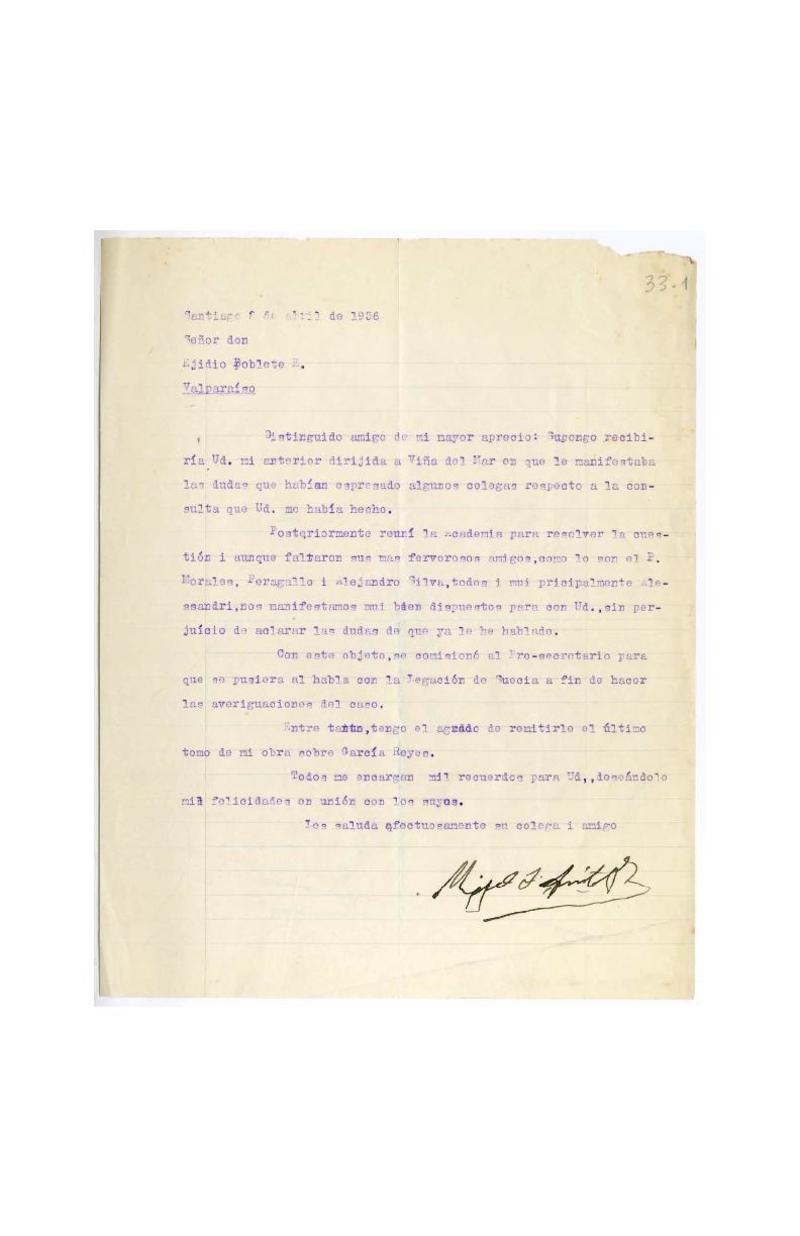 33-1
Santiago 8 de abril de 1936
Señor don
Ejidio Poblete E.
Valparaíso
Distinguido amigo de mi mayor aprecio: Supongo recibi-
ría Ud. mi anterior dirijida a Viña del Mar en que le manifestaba
las dudas que habían espresado algunos colegas respecto a la con-
sulta que Ud. me había hecho.
Posteriormente reuní la Academia para resolver la cues-
tión i aunque faltaron sus mas fervorosos amigos,como lo son el P.
Morales, Peragallo i Alejandro Silva,todos i mui pricipalmente Ale-
ssandri,nos manifestamos mui bien dispuestos para con Ud.,sin per-
juício de aclarar las dudas de que ya le he hablado.
Con este objeto,se comisionó al Pro-secretario para
que se pusiera al habla con la Legación de Suecia a fin de hacer
las averiguaciones del caso.
Entre tanto,tengo el agrado de remitirle el último
tomo de mi obra sobre García Reyes.
Todos me encargan mil recuerdos para Ud,,deseándole
mil felicidades en unión con los suyos.
Los saluda afectuosamente su colega i amigo